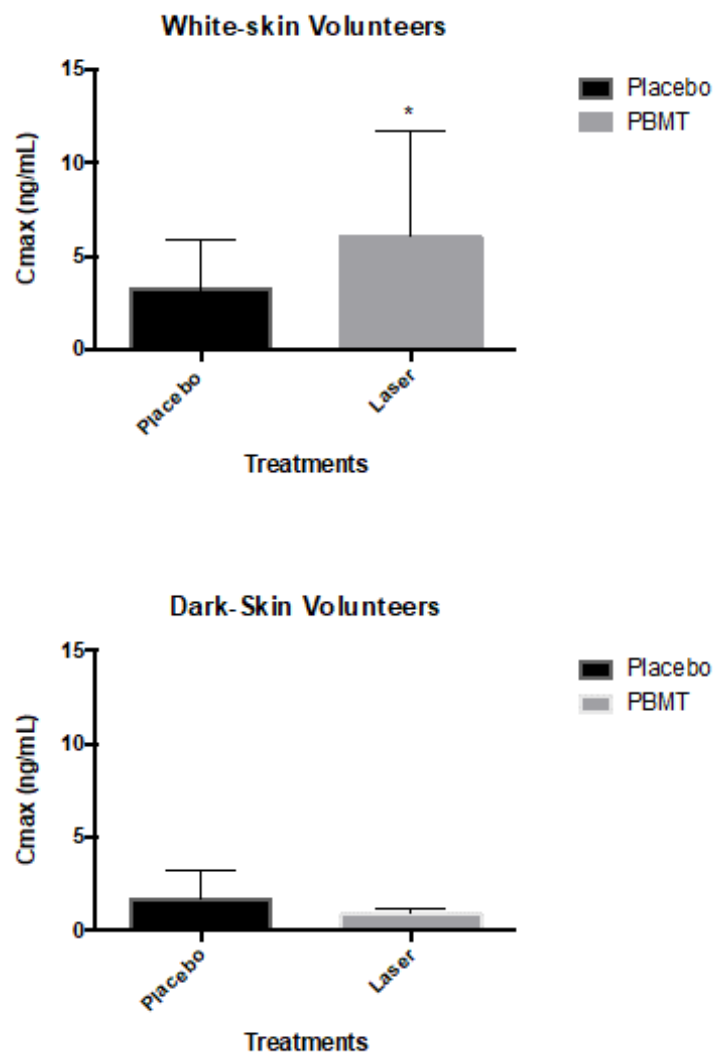 White-skin Volunteers
Placebo
PBMT
Cmax (ng/mL)
15
10
5
0
*
Placebo
Laser
Treatments
Dark-Skin Volunteers
Placebo
PBMT
Cmax (ng/mL)
15
10
5
0
Placebo
Laser
Treatments